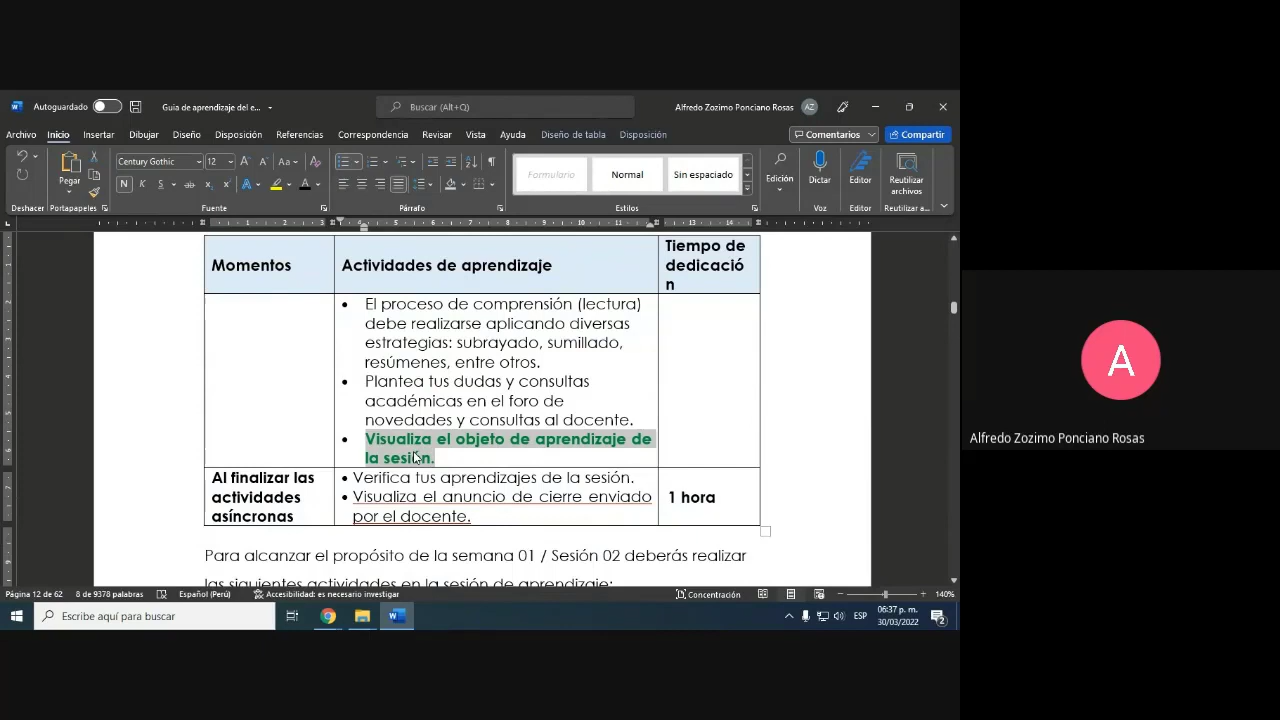 Autoguardado
Guia de aprendizaje del e...
Buscar (Alt+Q)
Alfredo Zozimo Ponciano Rosas
AZ
Archivo Inicio Insertar Dibujar Diseño Disposición Referencias Correspondencia Revisar Vista Ayuda Diseño de tabla Disposición
Comentarios
Compartir
Century Gothic
12
Pegar
Formulario
Normal
Sin espaciado
Edición
Dictar
Editor
Reutilizar
archivos
Deshacer
Portapapeles
Fuente
Párrafo
Estilos
Voz
Editor
Reutilizar a...
Momentos
Actividades de aprendizaje
Tiempo de
dedicació
n
• El proceso de comprensión (lectura)
debe realizarse aplicando diversas
estrategias: subrayado, sumillado,
resúmenes, entre otros.
• Plantea tus dudas y consultas
académicas en el foro de
novedades y consultas al docente.
• Visualiza el objeto de aprendizaje de
la sesión.
Al finalizar las
actividades
asíncronas
• Verifica tus aprendizajes de la sesión.
• Visualiza el anuncio de cierre enviado
por el docente.
1 hora
Para alcanzar el propósito de la semana 01 / Sesión 02 deberás realizar
las siguientes actividades en la sesión de aprendizaje:
Página 12 de 62
8 de 9378 palabras
Español (Perú)
Accesibilidad: es necesario investigar
Concentración
140%
Escribe aquí para buscar
ESP
06:37 p. m.
30/03/2022
2
A
Alfredo Zozimo Ponciano Rosas